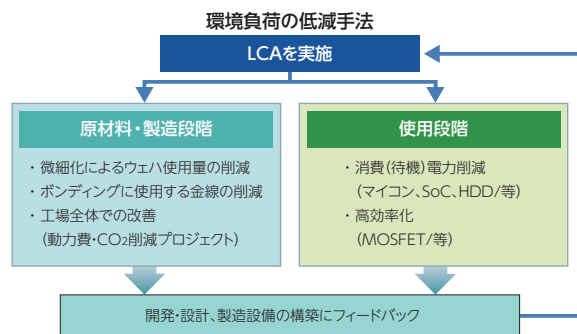 環境負荷の低減手法
LCAを実施
原材料・製造段階
・微細化によるウェハ使用量の削減
・ボンディングに使用する金線の削減
・工場全体での改善
(動力費・CO₂削減プロジェクト)
使用段階
・消費(待機)電力削減
(マイコン、SoC、HDD/等)
・高効率化
(MOSFET/等)
開発・設計、製造設備の構築にフィードバック